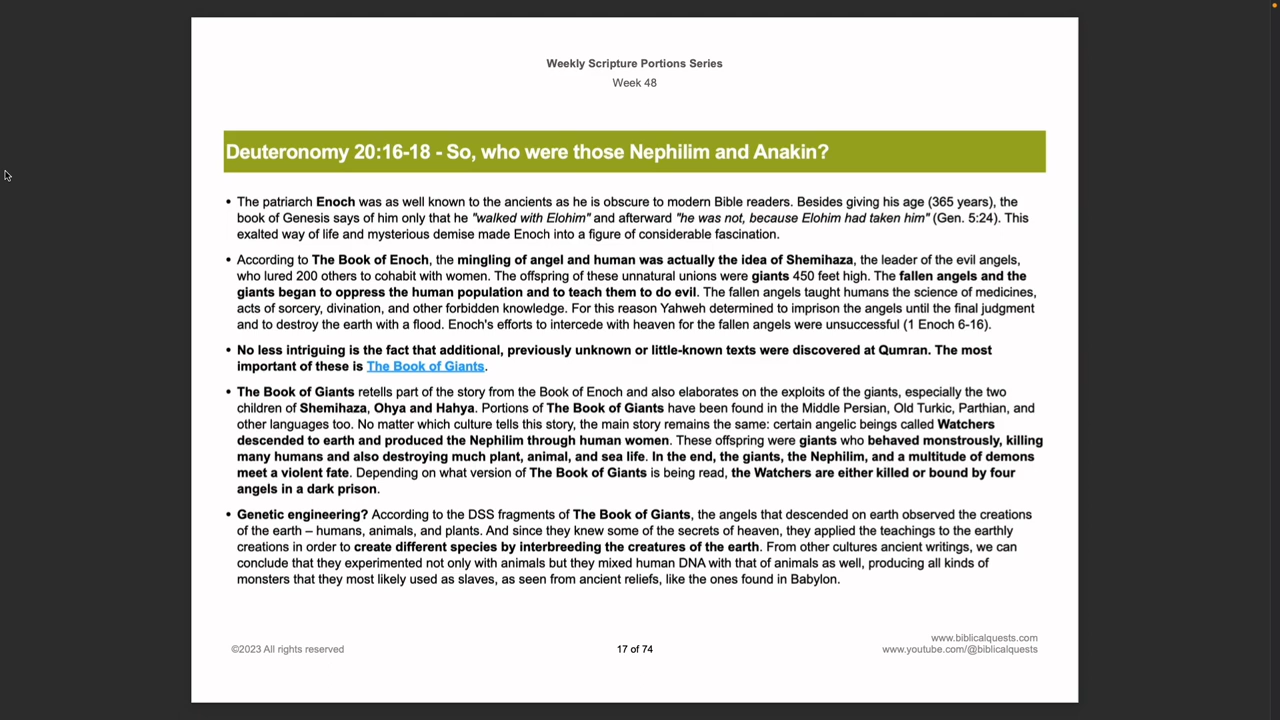 Weekly Scripture Portions Series
Week 48
Deuteronomy 20:16-18 - So, who were those Nephilim and Anakin?
• The patriarch Enoch was as well known to the ancients as he is obscure to modern Bible readers. Besides giving his age (365 years), the
book of Genesis says of him only that he "walked with Elohim" and afterward "he was not, because Elohim had taken him" (Gen. 5:24). This
exalted way of life and mysterious demise made Enoch into a figure of considerable fascination.
• According to The Book of Enoch, the mingling of angel and human was actually the idea of Shemihaza, the leader of the evil angels,
who lured 200 others to cohabit with women. The offspring of these unnatural unions were giants 450 feet high. The fallen angels and the
giants began to oppress the human population and to teach them to do evil. The fallen angels taught humans the science of medicines,
acts of sorcery, divination, and other forbidden knowledge. For this reason Yahweh determined to imprison the angels until the final judgment
and to destroy the earth with a flood. Enoch's efforts to intercede with heaven for the fallen angels were unsuccessful (1 Enoch 6-16).
• No less intriguing is the fact that additional, previously unknown or little-known texts were discovered at Qumran. The most
important of these is The Book of Giants.
• The Book of Giants retells part of the story from the Book of Enoch and also elaborates on the exploits of the giants, especially the two
children of Shemihaza, Ohya and Hahya. Portions of The Book of Giants have been found in the Middle Persian, Old Turkic, Parthian, and
other languages too. No matter which culture tells this story, the main story remains the same: certain angelic beings called Watchers
descended to earth and produced the Nephilim through human women. These offspring were giants who behaved monstrously, killing
many humans and also destroying much plant, animal, and sea life. In the end, the giants, the Nephilim, and a multitude of demons
meet a violent fate. Depending on what version of The Book of Giants is being read, the Watchers are either killed or bound by four
angels in a dark prison.
• Genetic engineering? According to the DSS fragments of The Book of Giants, the angels that descended on earth observed the creations
of the earth – humans, animals, and plants. And since they knew some of the secrets of heaven, they applied the teachings to the earthly
creations in order to create different species by interbreeding the creatures of the earth. From other cultures ancient writings, we can
conclude that they experimented not only with animals but they mixed human DNA with that of animals as well, producing all kinds of
monsters that they most likely used as slaves, as seen from ancient reliefs, like the ones found in Babylon.
©2023 All rights reserved
17 of 74
www.biblicalquests.com
www.youtube.com/@biblicalquests